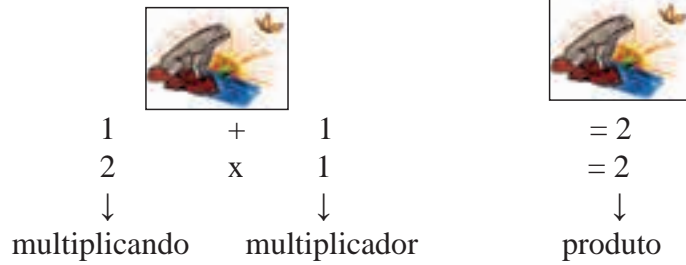 1 + 1 = 2
2 x 1 = 2
↓ ↓ ↓
multiplicando multiplicador produto